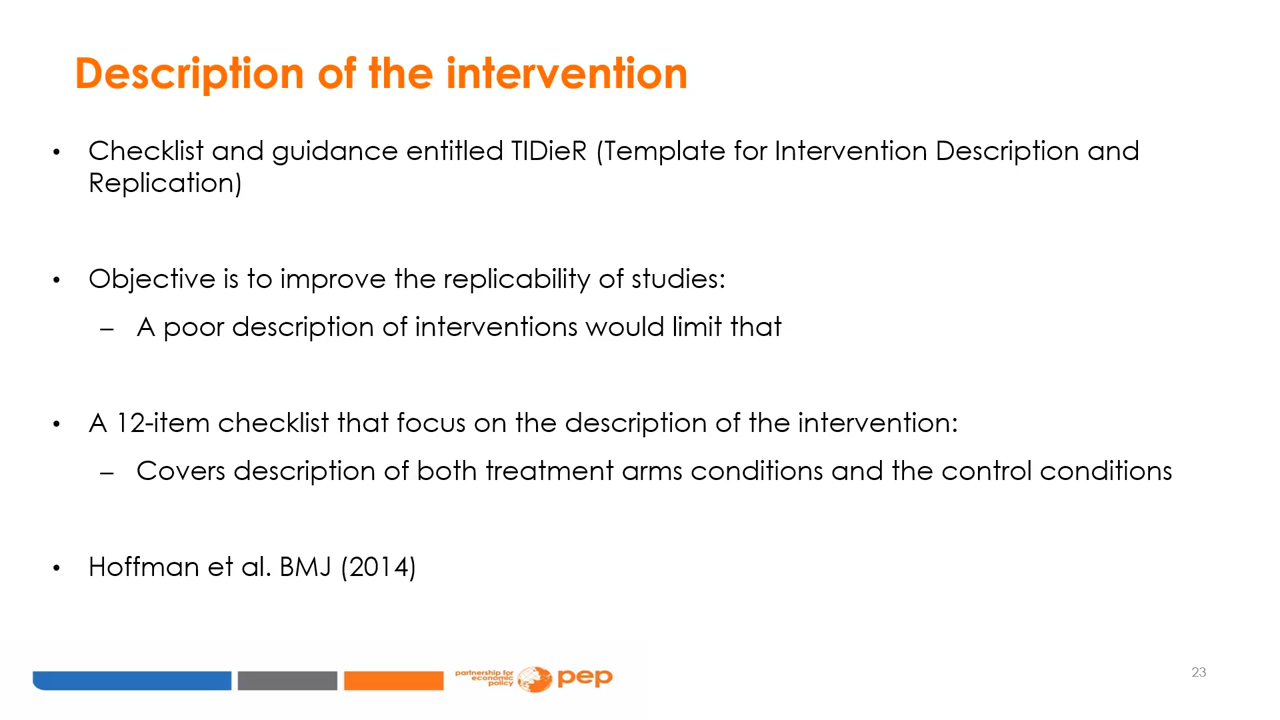 Description of the intervention
• Checklist and guidance entitled TIDieR (Template for Intervention Description and
Replication)
• Objective is to improve the replicability of studies:
– A poor description of interventions would limit that
• A 12-item checklist that focus on the description of the intervention:
– Covers description of both treatment arms conditions and the control conditions
• Hoffman et al. BMJ (2014)
partnership for
economic
policy
pep
23